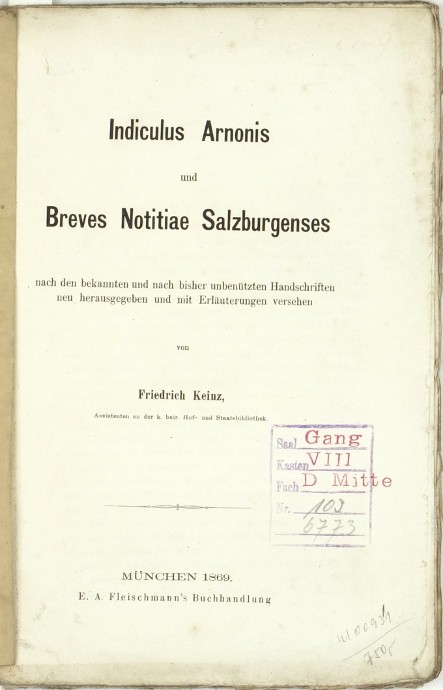 Indiculus Arnonis
und
Breves Notitiae Salzburgenses
nach den bekannten und nach bisher unbenützten Handschriften
neu herausgegeben und mit Erläuterungen versehen
von
Friedrich Keinz,
Assistenten an der k. bair. Hof- und Staatsbibliothek.
Saal Gang
Kasten VIII
Fach D Mitte
Nr. 103
6773
MÜNCHEN 1869.
E. A. Fleischmann's Buchhandlung